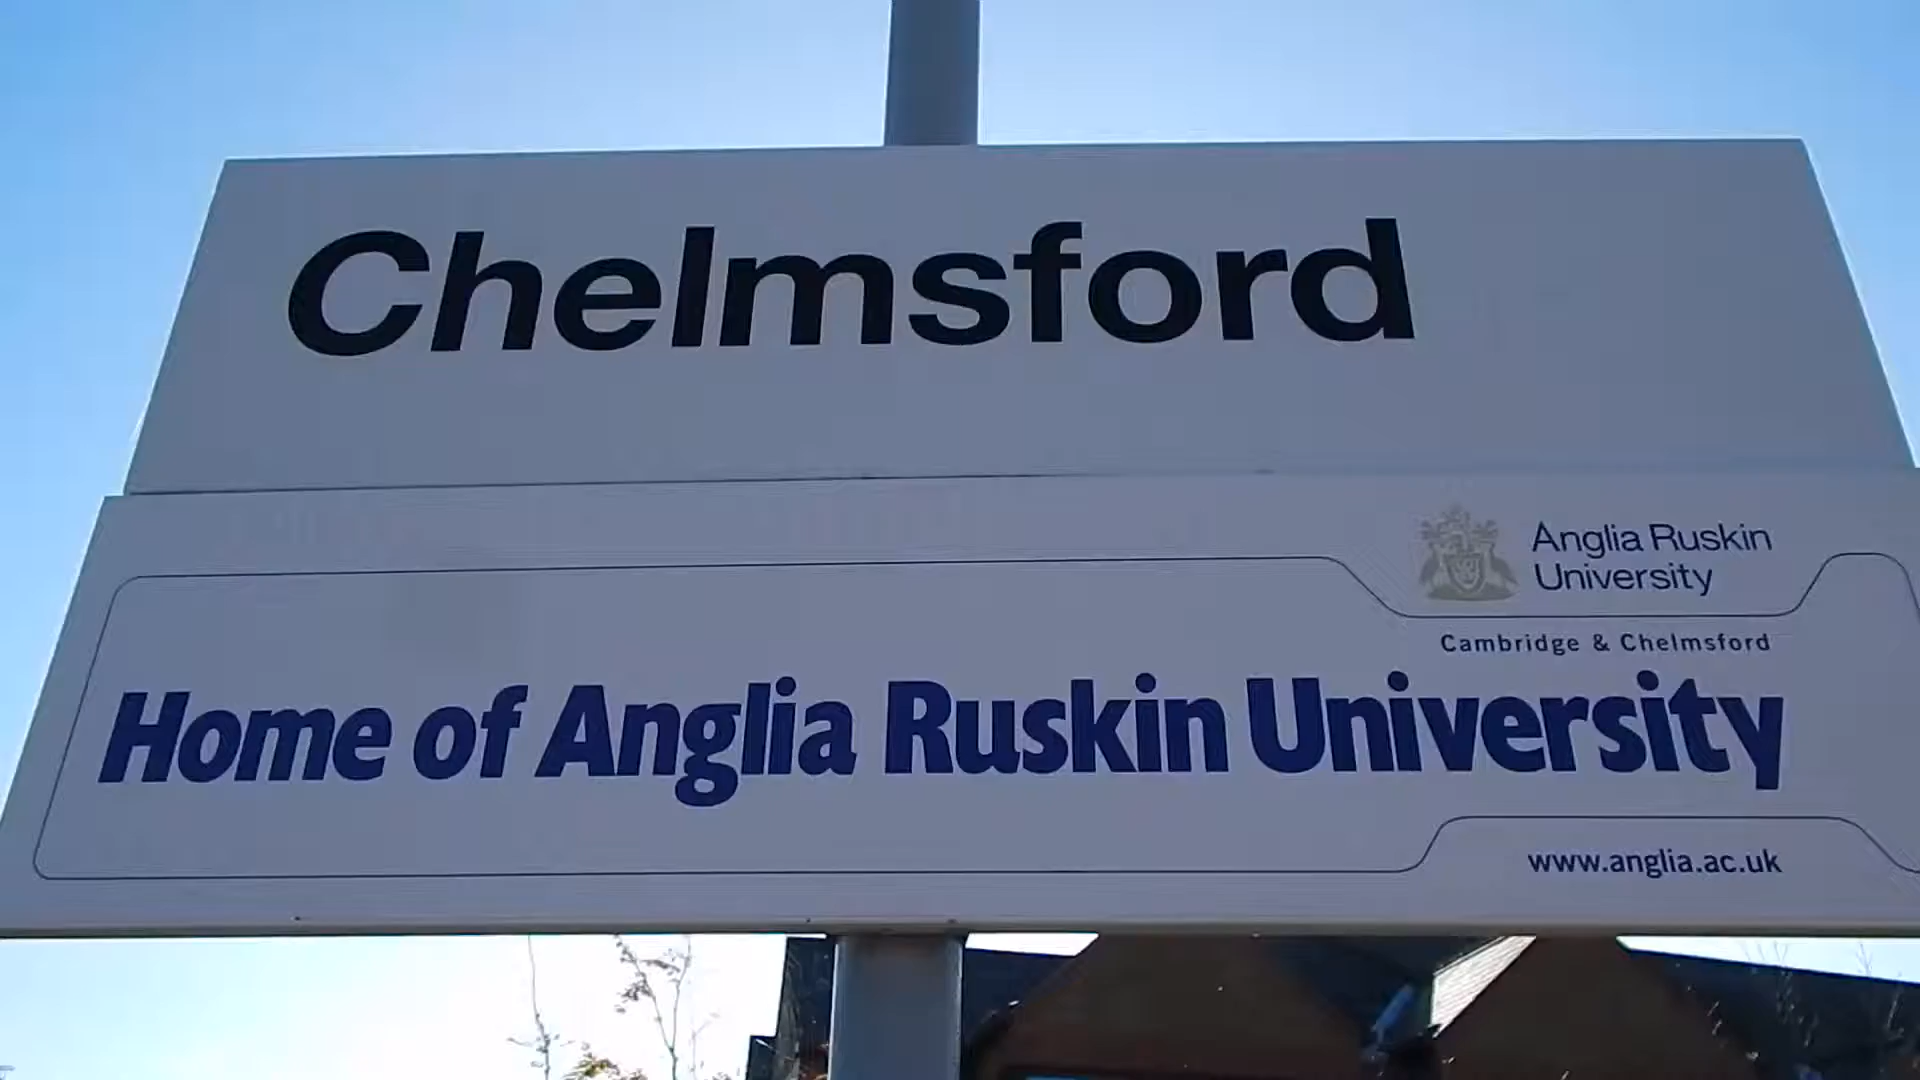 Chelmsford
Anglia Ruskin
University
Cambridge & Chelmsford
Home of Anglia Ruskin University
www.anglia.ac.uk